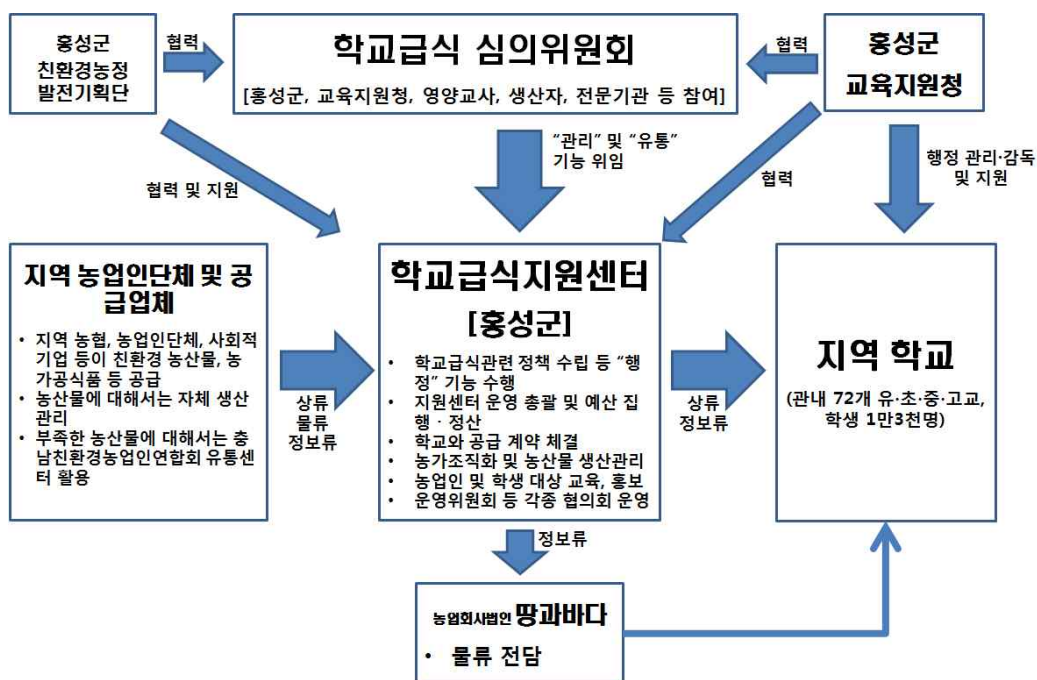 홍성군
친환경농정
발전기획단
협력
학교급식 심의위원회
[홍성군, 교육지원청, 영양교사, 생산자, 전문기관 등 참여]
협력
홍성군
교육지원청
협력 및 지원
“관리” 및 “유통”
기능 위임
협력
행정 관리·감독
및 지원
지역 농업인단체 및 공
급업체
• 지역 농협, 농업인단체, 사회적
기업 등이 친환경 농산물, 농
가공식품 등 공급
• 농산물에 대해서는 자체 생산
관리
• 부족한 농산물에 대해서는 충
남친환경농업인연합회 유통센
터 활용
상류
물류
정보류
학교급식지원센터
[홍성군]
• 학교급식관련 정책 수립 등 “행
정” 기능 수행
• 지원센터 운영 총괄 및 예산 집
행 · 정산
• 학교와 공급 계약 체결
• 농가조직화 및 농산물 생산관리
• 농업인 및 학생 대상 교육, 홍보
• 운영위원회 등 각종 협의회 운영
상류
정보류
지역 학교
(관내 72개 유·초·중·고교,
학생 1만3천명)
정보류
농업회사법인 땅과바다
• 물류 전담